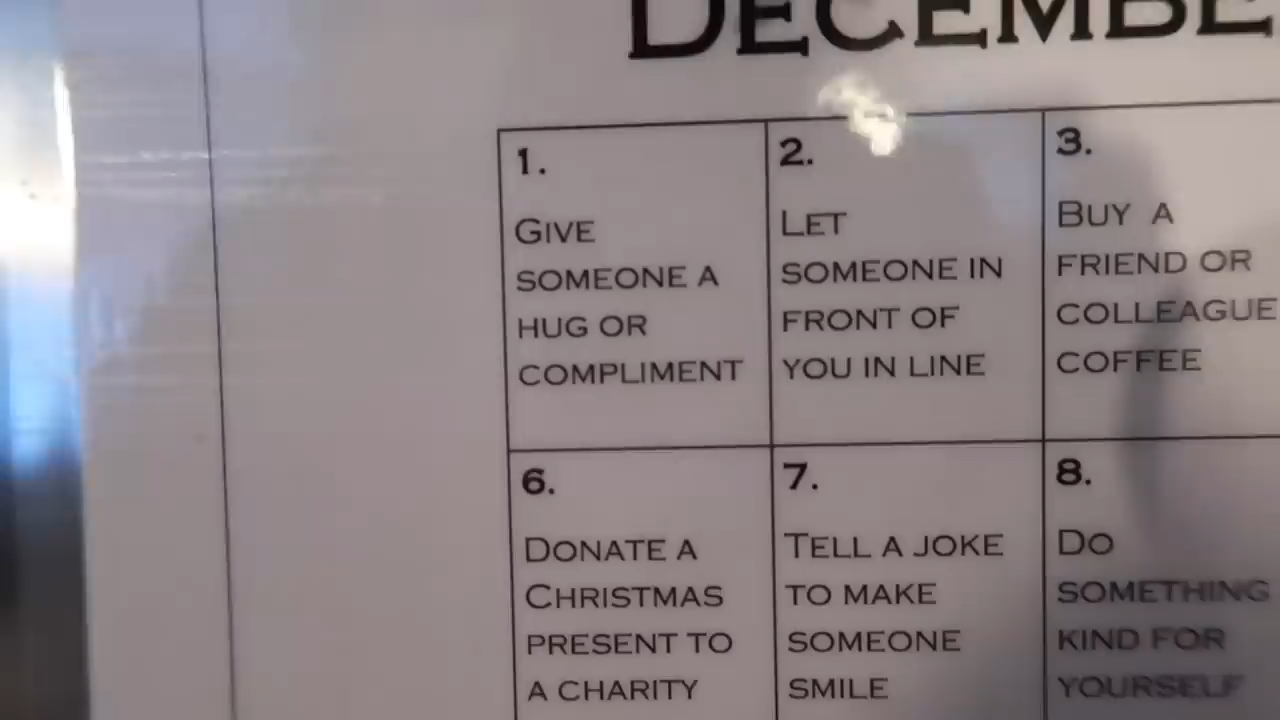 DECEMBE
1.
GIVE
SOMEONE A
HUG OR
COMPLIMENT
2.
LET
SOMEONE IN
FRONT OF
YOU IN LINE
3.
BUY A
FRIEND OR
COLLEAGUE
COFFEE
6.
DONATE A
CHRISTMAS
PRESENT TO
A CHARITY
7.
TELL A JOKE
TO MAKE
SOMEONE
SMILE
8.
DO
SOMETHING
KIND FOR
YOURSELF